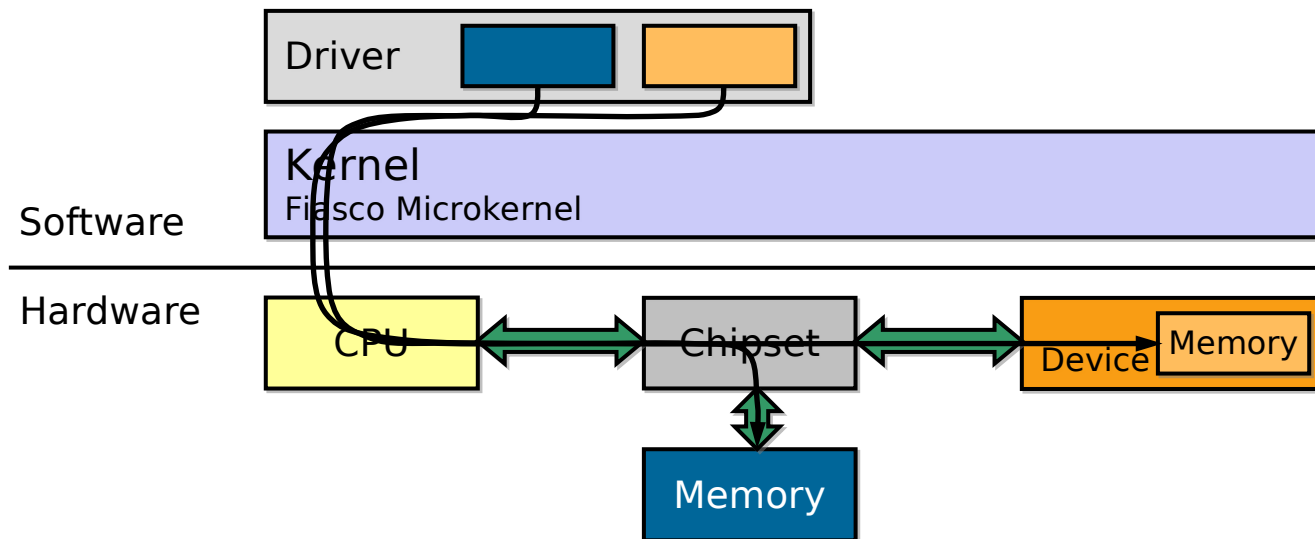 Driver
Kernel
Fiasco Microkernel
Software
Hardware
CPU
Chipset
Device
Memory
Memory